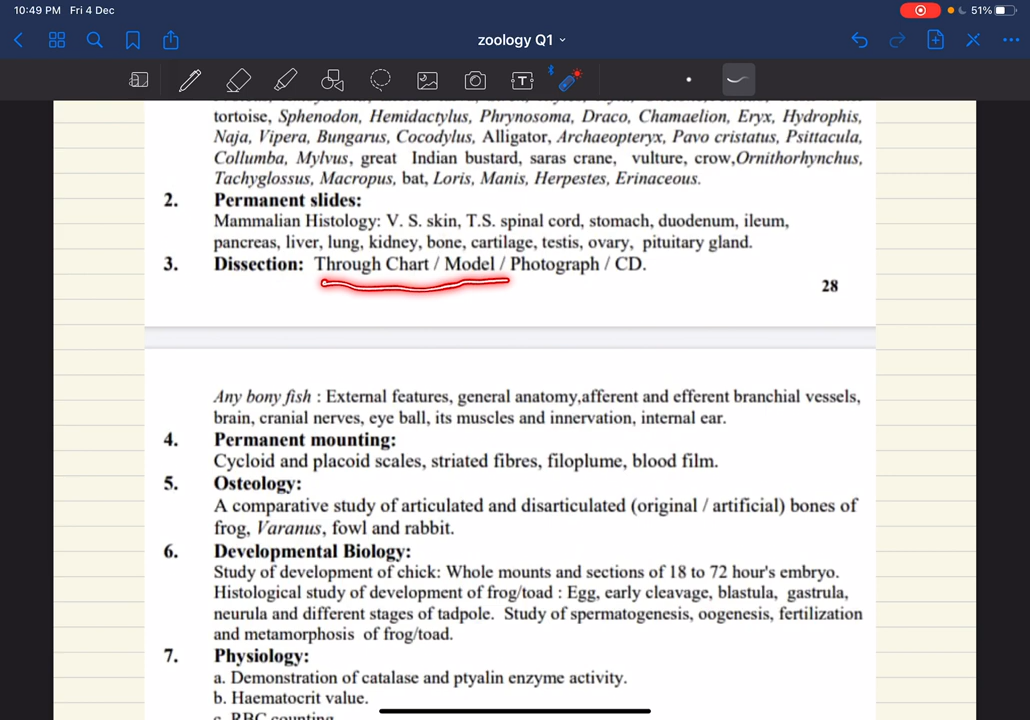 10:49 PM Fri 4 Dec
51%
zoology Q1
tortoise, Sphenodon, Hemidactylus, Phrynosoma, Draco, Chamaelion, Eryx, Hydrophis,
Naja, Vipera, Bungarus, Cocodylus, Alligator, Archaeopteryx, Pavo cristatus, Psittacula,
Collumba, Mylvus, great Indian bustard, saras crane, vulture, crow,Ornithorhynchus,
Tachyglossus, Macropus, bat, Loris, Manis, Herpestes, Erinaceous.
2. Permanent slides:
Mammalian Histology: V. S. skin, T.S. spinal cord, stomach, duodenum, ileum,
pancreas, liver, lung, kidney, bone, cartilage, testis, ovary, pituitary gland.
3. Dissection: Through Chart / Model / Photograph / CD.
28
Any bony fish : External features, general anatomy,afferent and efferent branchial vessels,
brain, cranial nerves, eye ball, its muscles and innervation, internal ear.
4. Permanent mounting:
Cycloid and placoid scales, striated fibres, filoplume, blood film.
5. Osteology:
A comparative study of articulated and disarticulated (original / artificial) bones of
frog, Varanus, fowl and rabbit.
6. Developmental Biology:
Study of development of chick: Whole mounts and sections of 18 to 72 hour's embryo.
Histological study of development of frog/toad : Egg, early cleavage, blastula, gastrula,
neurula and different stages of tadpole. Study of spermatogenesis, oogenesis, fertilization
and metamorphosis of frog/toad.
7. Physiology:
a. Demonstration of catalase and ptyalin enzyme activity.
b. Haematocrit value.
c. RBC counting